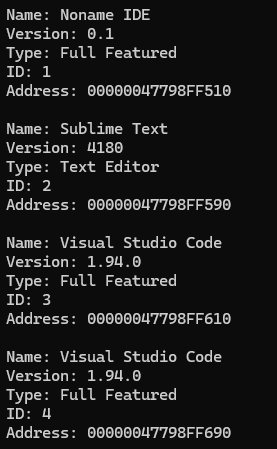 Name: Noname IDE
Version: 0.1
Type: Full Featured
ID: 1
Address: 00000047798FF510

Name: Sublime Text
Version: 4180
Type: Text Editor
ID: 2
Address: 00000047798FF590

Name: Visual Studio Code
Version: 1.94.0
Type: Full Featured
ID: 3
Address: 00000047798FF610

Name: Visual Studio Code
Version: 1.94.0
Type: Full Featured
ID: 4
Address: 00000047798FF690